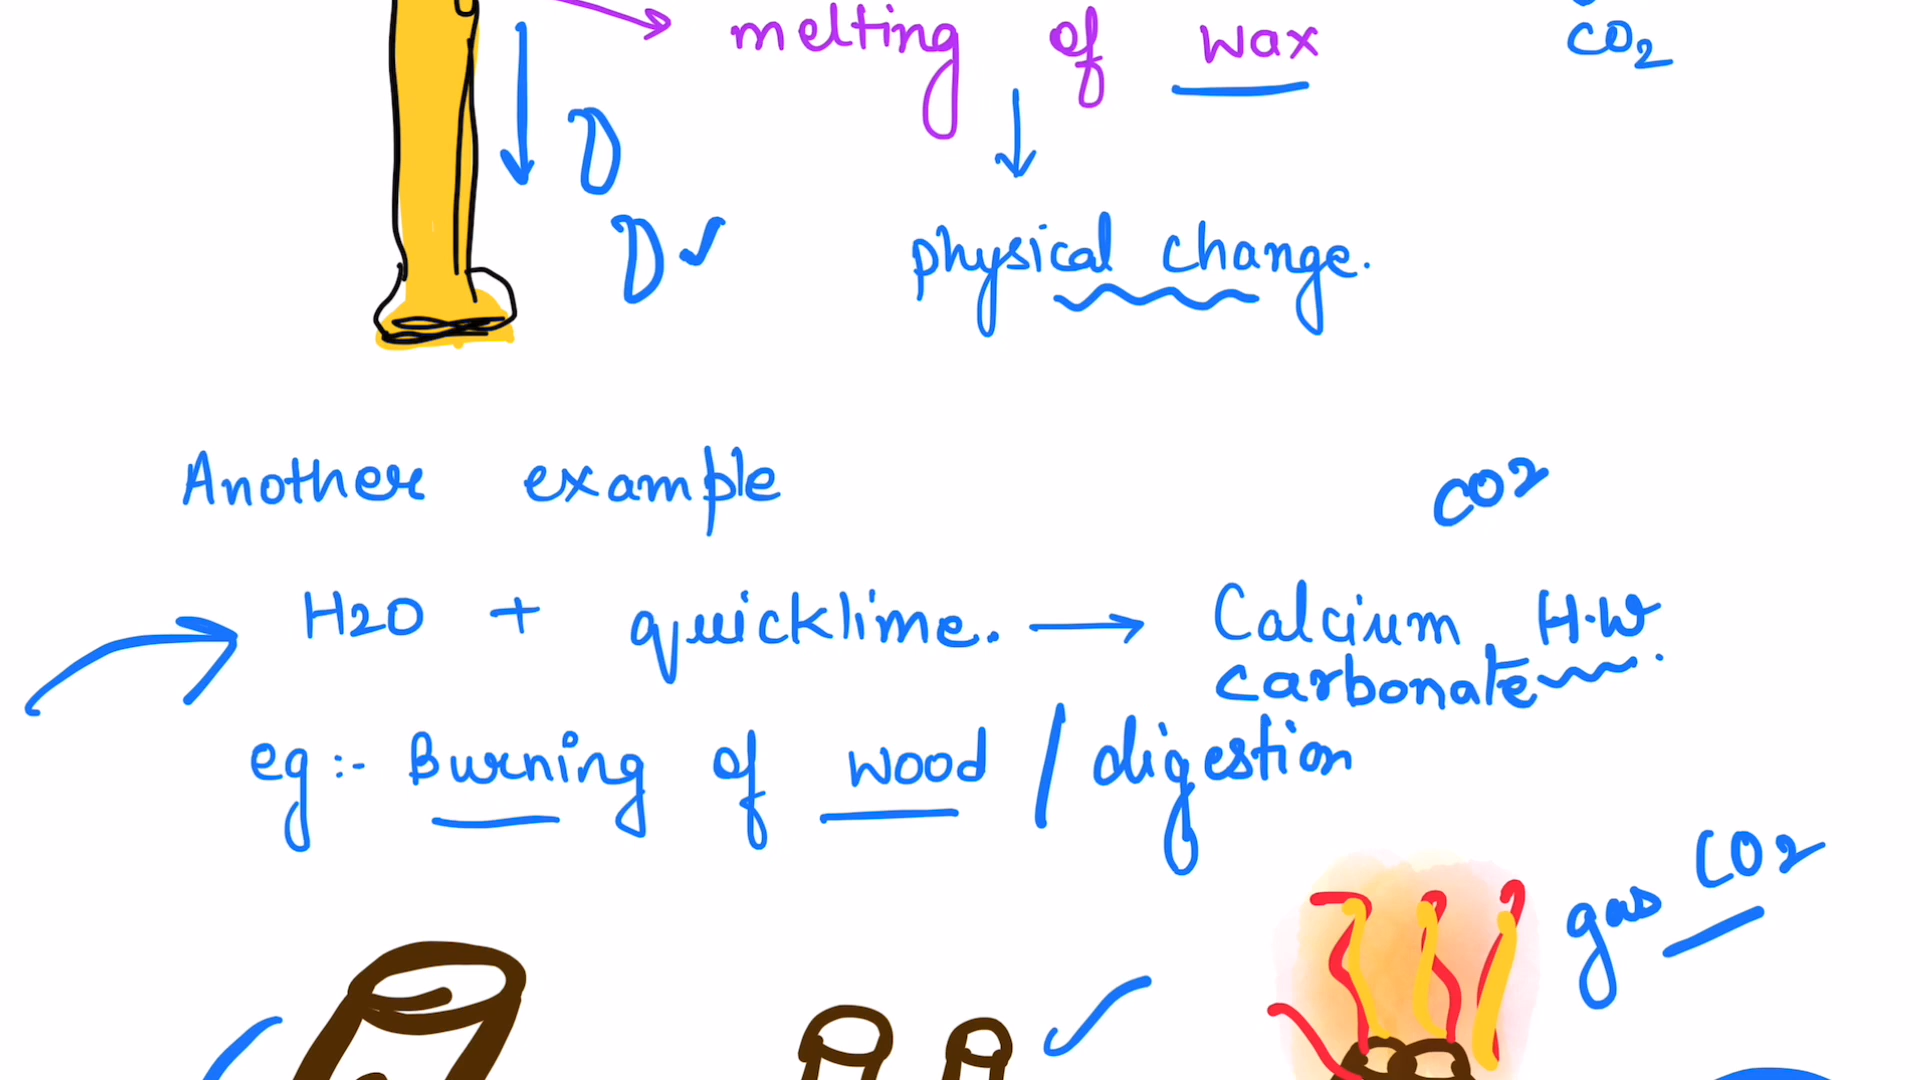 melting of wax
CO2
D
D
physical change.
Another example
CO2
H2O + quicklime. → Calcium carbonate
H.W
eg:- Burning of wood / digestion
gas CO2